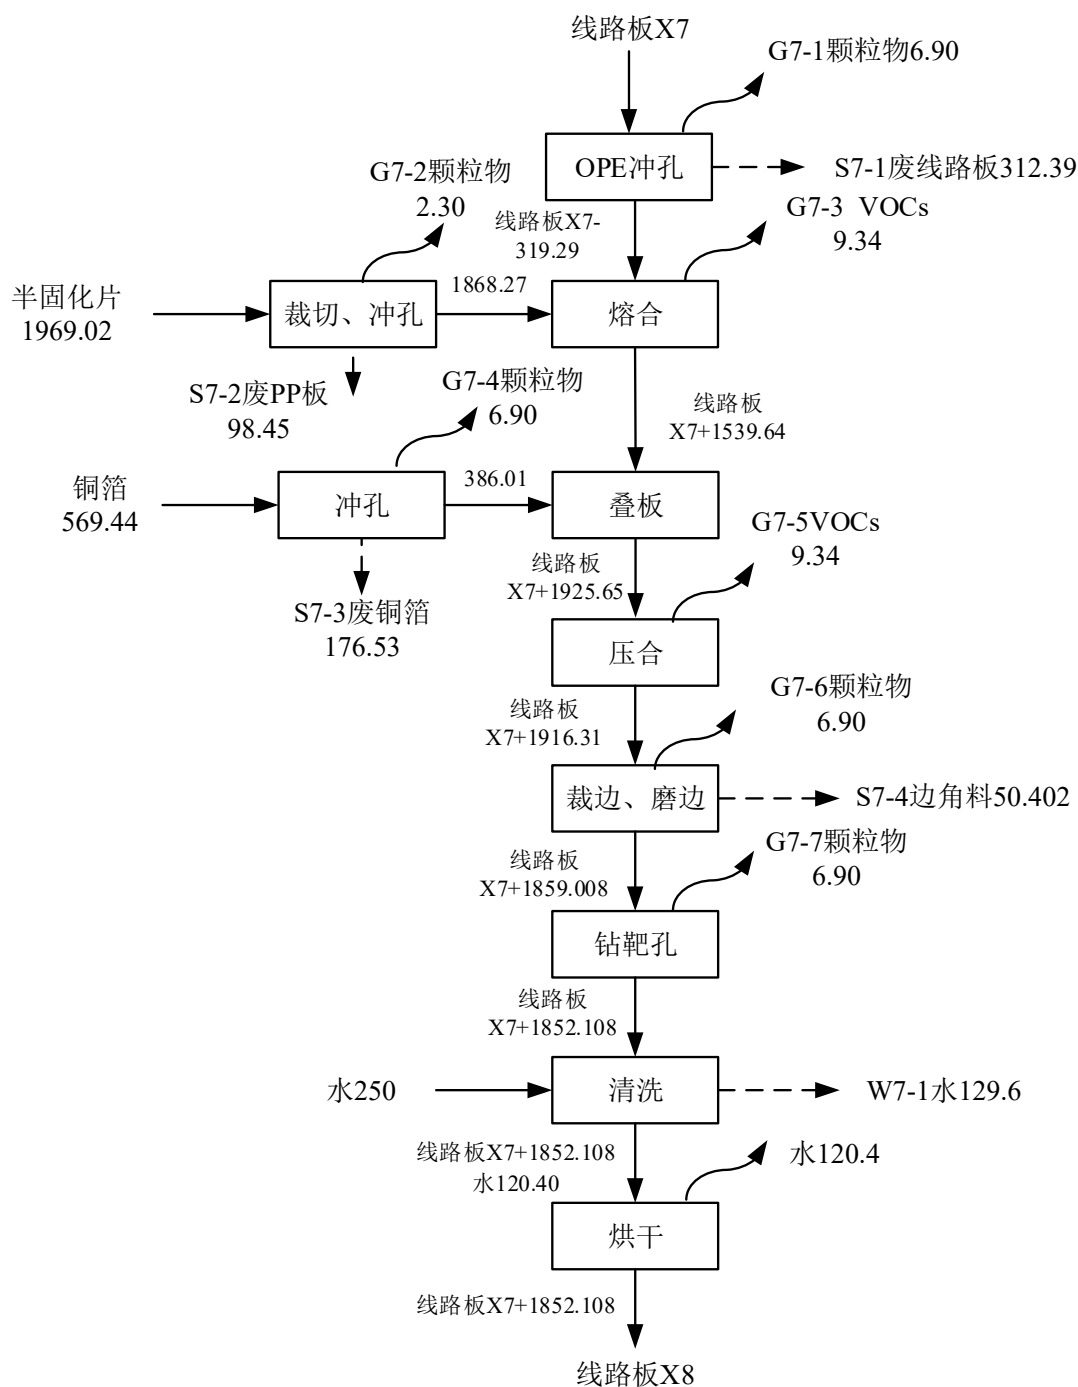 线路板X7
G7-1颗粒物6.90
OPE冲孔
S7-1废线路板312.39
G7-2颗粒物
2.30
线路板X7-
319.29
G7-3 VOCs
9.34
半固化片
1969.02
裁切、冲孔
1868.27
熔合
S7-2废PP板
98.45
G7-4颗粒物
6.90
线路板
X7+1539.64
铜箔
569.44
冲孔
386.01
叠板
S7-3废铜箔
176.53
线路板
X7+1925.65
G7-5VOCs
9.34
压合
线路板
X7+1916.31
G7-6颗粒物
6.90
裁边、磨边
S7-4边角料50.402
线路板
X7+1859.008
G7-7颗粒物
6.90
钻靶孔
线路板
X7+1852.108
水250
清洗
W7-1水129.6
线路板X7+1852.108
水120.40
水120.4
烘干
线路板X7+1852.108
线路板X8